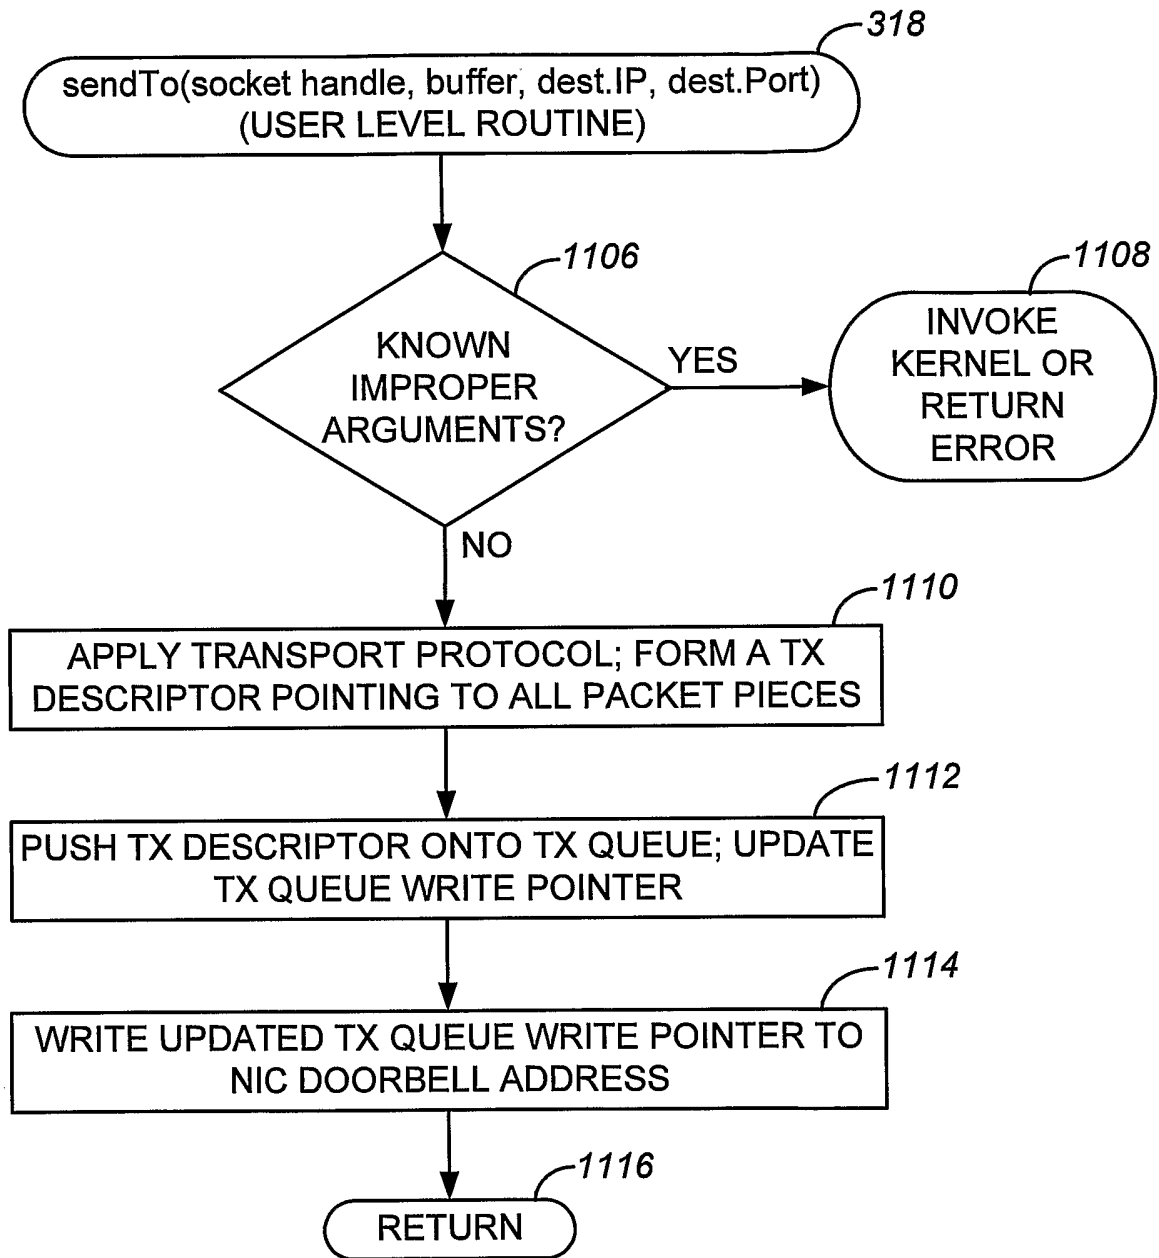 318
sendTo(socket handle, buffer, dest.IP, dest.Port)
(USER LEVEL ROUTINE)
1106
KNOWN
IMPROPER
ARGUMENTS?
YES
1108
INVOKE
KERNEL OR
RETURN
ERROR
NO
1110
APPLY TRANSPORT PROTOCOL; FORM A TX
DESCRIPTOR POINTING TO ALL PACKET PIECES
1112
PUSH TX DESCRIPTOR ONTO TX QUEUE; UPDATE
TX QUEUE WRITE POINTER
1114
WRITE UPDATED TX QUEUE WRITE POINTER TO
NIC DOORBELL ADDRESS
1116
RETURN